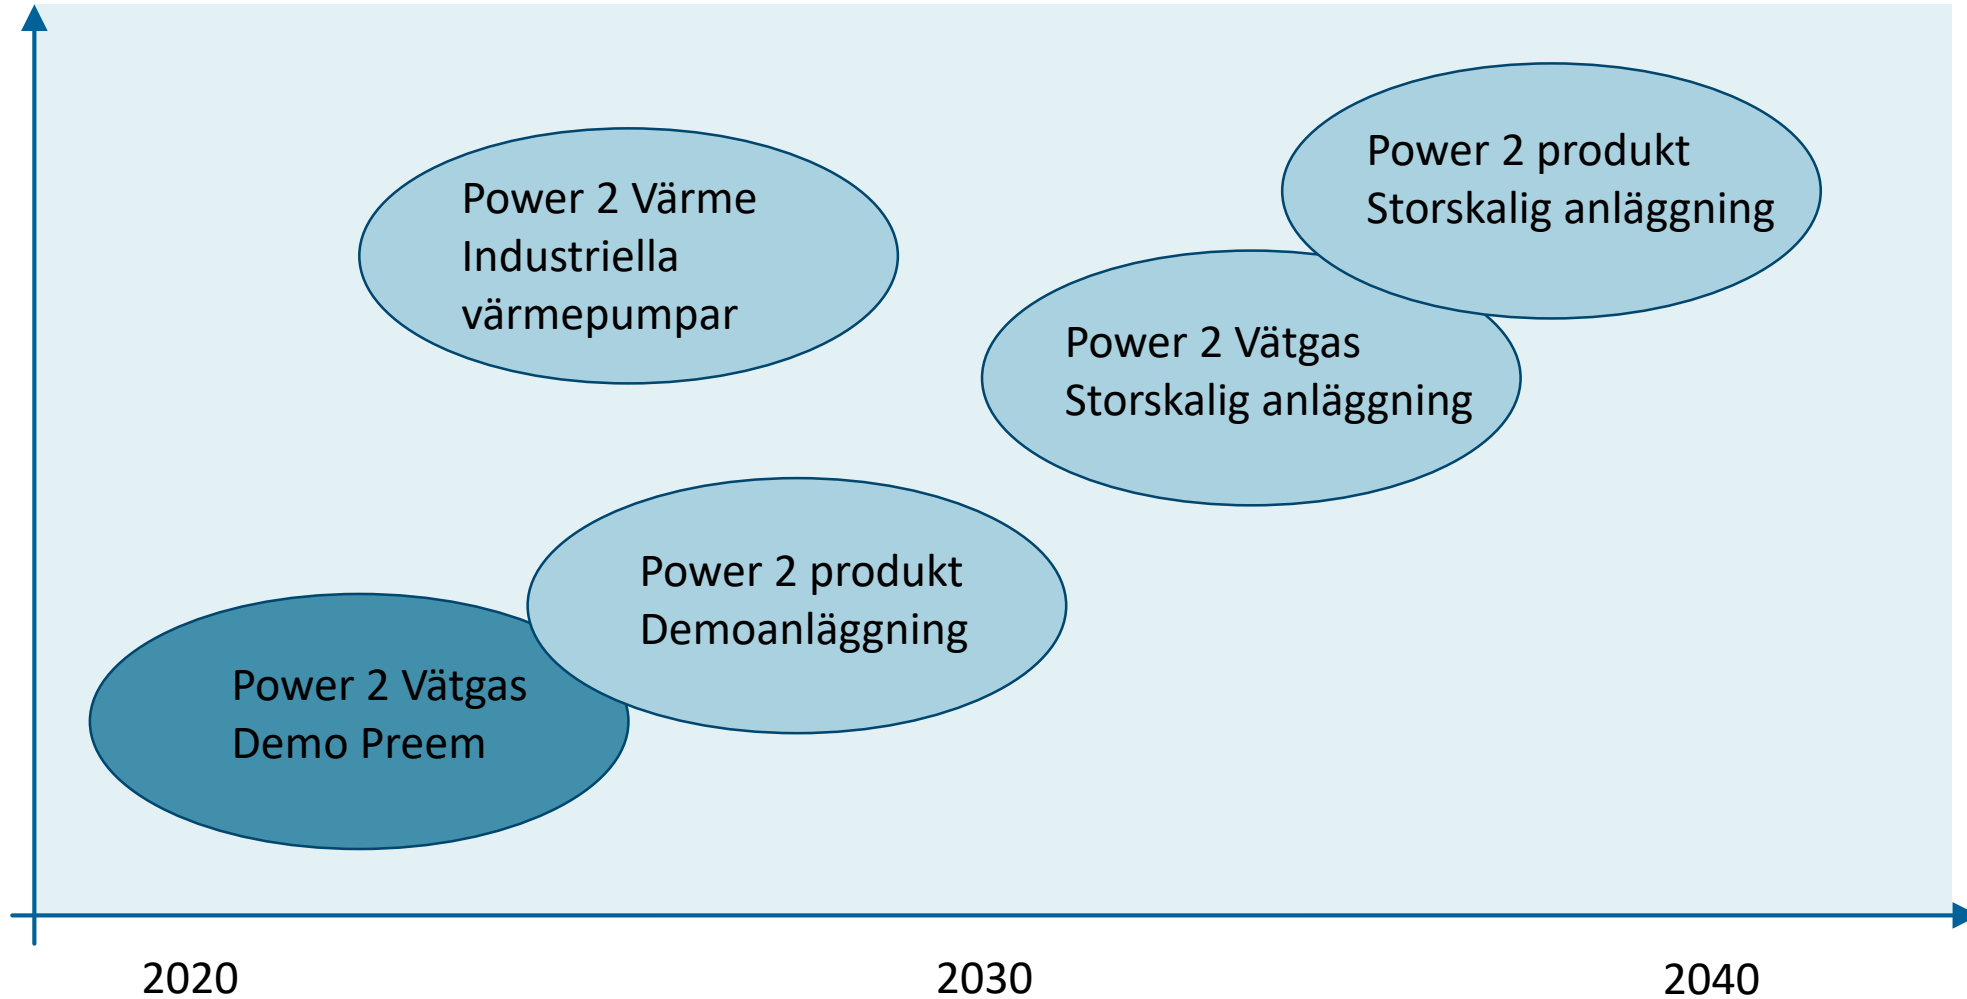 Power 2 produkt
Storskalig anläggning
Power 2 Värme
Industriella
värmepumpar
Power 2 Vätgas
Storskalig anläggning
Power 2 produkt
Demoanläggning
Power 2 Vätgas
Demo Preem
2020
2030
2040